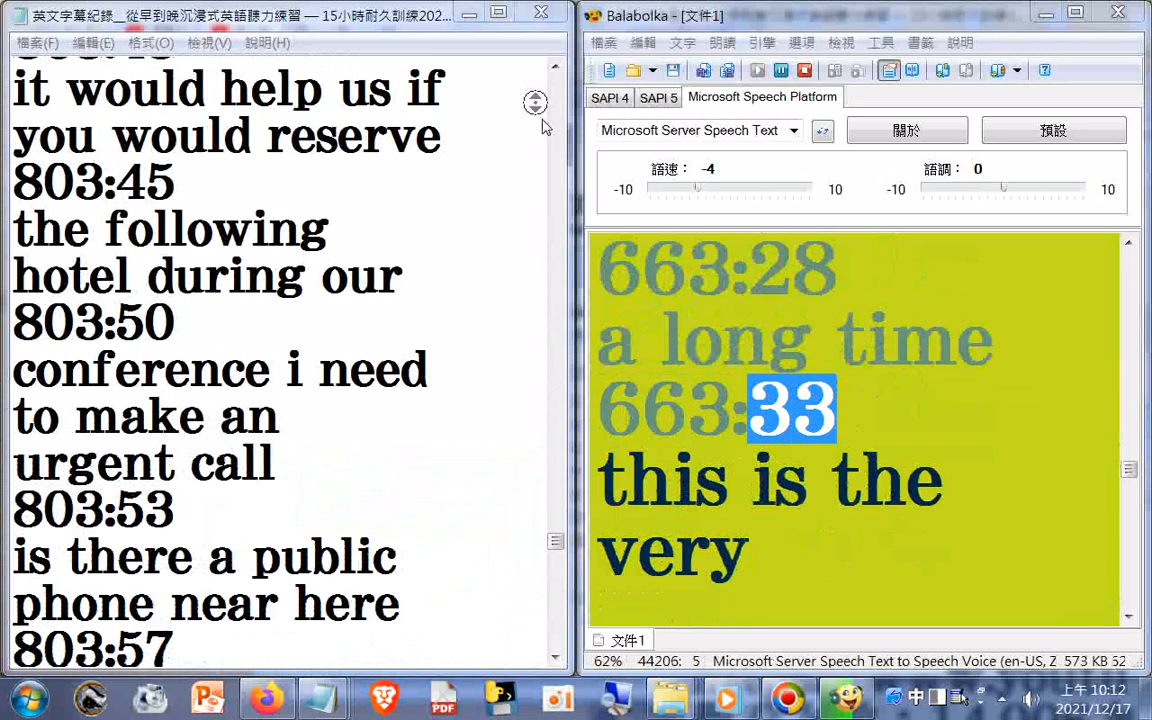 英文字幕紀錄__從早到晚沉浸式英語聽力練習 — 15小時耐久訓練202...
檔案(F) 編輯(E) 格式(O) 檢視(V) 說明(H)
it would help us if
you would reserve
803:45
the following
hotel during our
803:50
conference i need
to make an
urgent call
803:53
is there a public
phone near here
803:57
Balabolka - [文件1]
檔案 編輯 文字 朗讀 引擎 選項 檢視 工具 書籤 說明
SAPI 4 SAPI 5 Microsoft Speech Platform
Microsoft Server Speech Text 關於 預設
語速： -4 語調： 0
-10 10 -10 10
663:28
a long time
663:33
this is the
very
文件1
62% 44206: 5 Microsoft Server Speech Text to Speech Voice (en-US, Z 573 KB 52
PDF 中 上午 10:12
2021/12/17